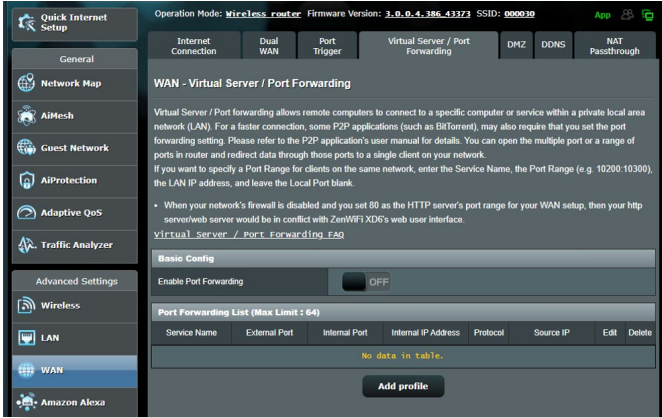 Quick Internet
Setup
General
Network Map
AiMesh
Guest Network
AiProtection
Adaptive QoS
Traffic Analyzer
Advanced Settings
Wireless
LAN
WAN
Amazon Alexa
Operation Mode: Wireless router Firmware Version: 3.0.0.4.386_43373 SSID: 000030
App
Internet
Connection
Dual
WAN
Port
Trigger
Virtual Server / Port
Forwarding
DMZ
DDNS
NAT
Passthrough
WAN - Virtual Server / Port Forwarding
Virtual Server / Port forwarding allows remote computers to connect to a specific computer or service within a private local area
network (LAN). For a faster connection, some P2P applications (such as BitTorrent), may also require that you set the port
forwarding setting. Please refer to the P2P application's user manual for details. You can open the multiple port or a range of
ports in router and redirect data through those ports to a single client on your network.
If you want to specify a Port Range for clients on the same network, enter the Service Name, the Port Range (e.g. 10200:10300),
the LAN IP address, and leave the Local Port blank.
• When your network's firewall is disabled and you set 80 as the HTTP server's port range for your WAN setup, then your http
server/web server would be in conflict with ZenWiFi XD6's web user interface.
Virtual Server / Port Forwarding FAQ
Basic Config
Enable Port Forwarding
OFF
Port Forwarding List (Max Limit : 64)
Service Name External Port Internal Port Internal IP Address Protocol Source IP Edit Delete
No data in table.
Add profile